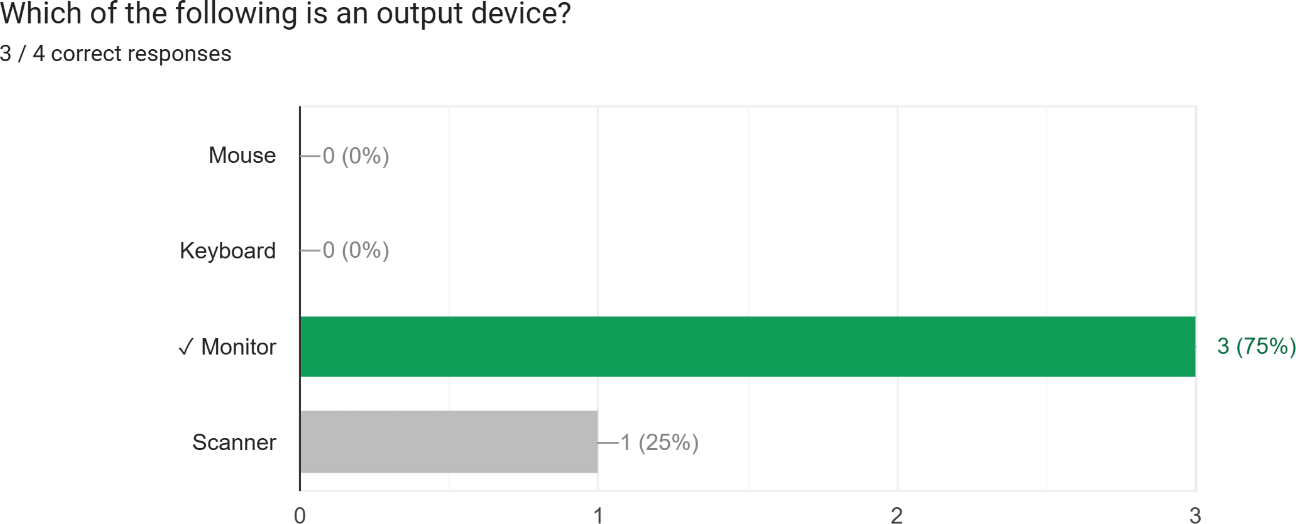 Which of the following is an output device?
3 / 4 correct responses
Mouse 0 (0%)
Keyboard 0 (0%)
✓ Monitor 3 (75%)
Scanner 1 (25%)
0 1 2 3